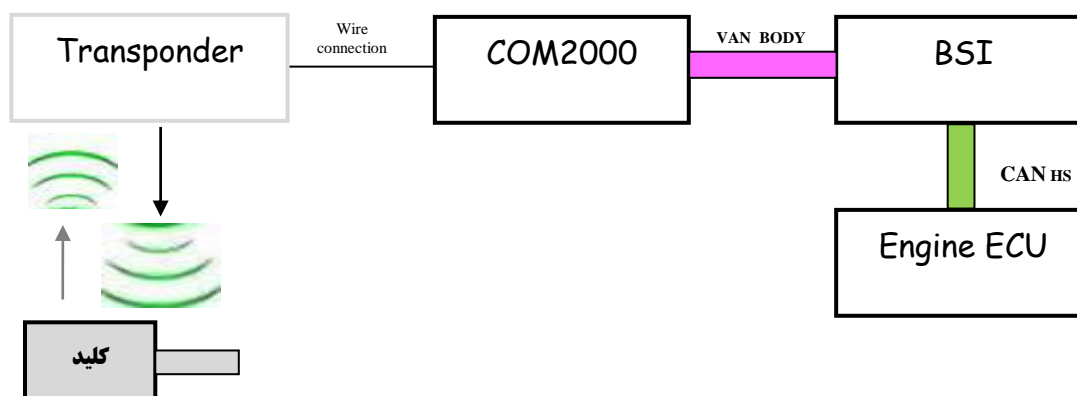 Transponder
Wire
connection
COM2000
VAN BODY
BSI
CAN HS
Engine ECU
کلید